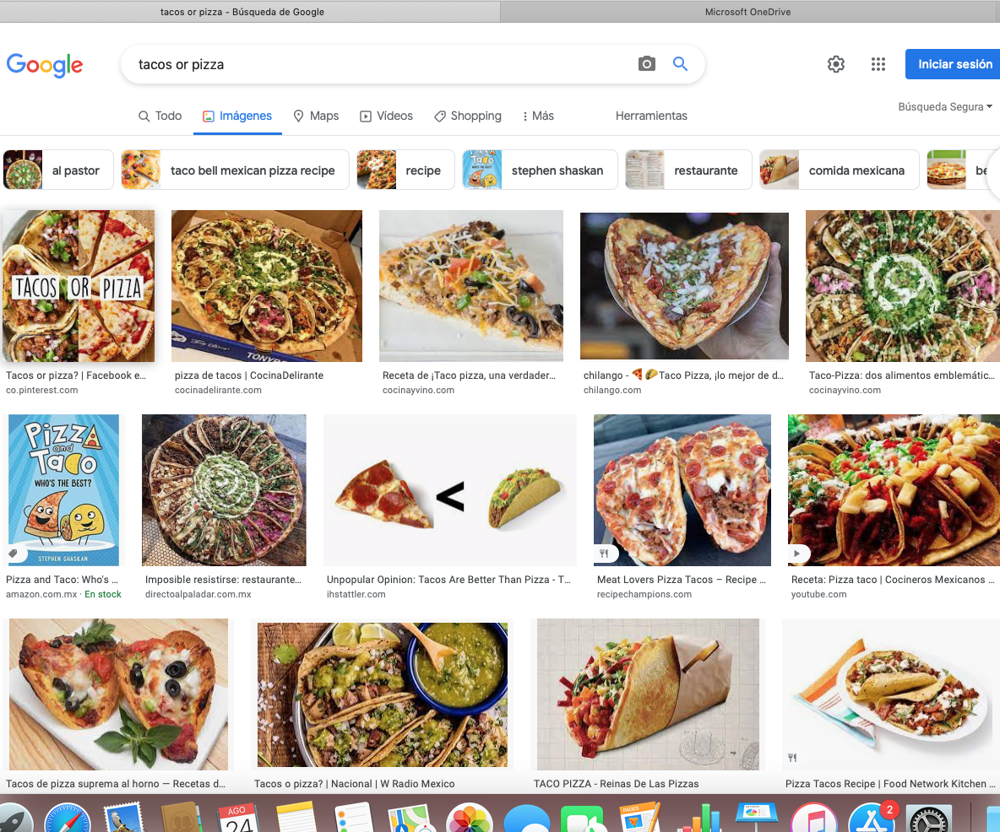 tacos or pizza - Búsqueda de Google
Microsoft OneDrive
Google
tacos or pizza
Iniciar sesión
Todo
Imágenes
Maps
Vídeos
Shopping
Más
Herramientas
Búsqueda Segura
al pastor
taco bell mexican pizza recipe
recipe
stephen shaskan
restaurante
comida mexicana
be
TACOS OR PIZZA
Tacos or pizza? | Facebook e...
co.pinterest.com
pizza de tacos | CocinaDelirante
cocinadelirante.com
Receta de ¡Taco pizza, una verdader...
cocinayvino.com
chilango - 🍕🌮Taco Pizza, ¡lo mejor de d...
chilango.com
Taco-Pizza: dos alimentos emblemátic...
cocinayvino.com
Pizza
and
Taco
WHO'S THE BEST?
STEPHEN SHASKAN
<
Pizza and Taco: Who's ...
amazon.com.mx · En stock
Imposible resistirse: restaurante...
directoalpaladar.com.mx
Unpopular Opinion: Tacos Are Better Than Pizza - T...
ihstattler.com
Meat Lovers Pizza Tacos – Recipe ...
recipechampions.com
Receta: Pizza taco | Cocineros Mexicanos ...
youtube.com
Tacos de pizza suprema al horno — Recetas d...
Tacos o pizza? | Nacional | W Radio Mexico
TACO PIZZA - Reinas De Las Pizzas
Pizza Tacos Recipe | Food Network Kitchen ...
AGO
24
PAGES
2